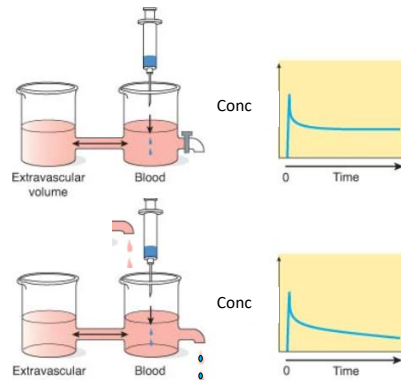 Conc
Extravascular
volume
Blood
0
Time
Conc
Extravascular
Blood
0
Time